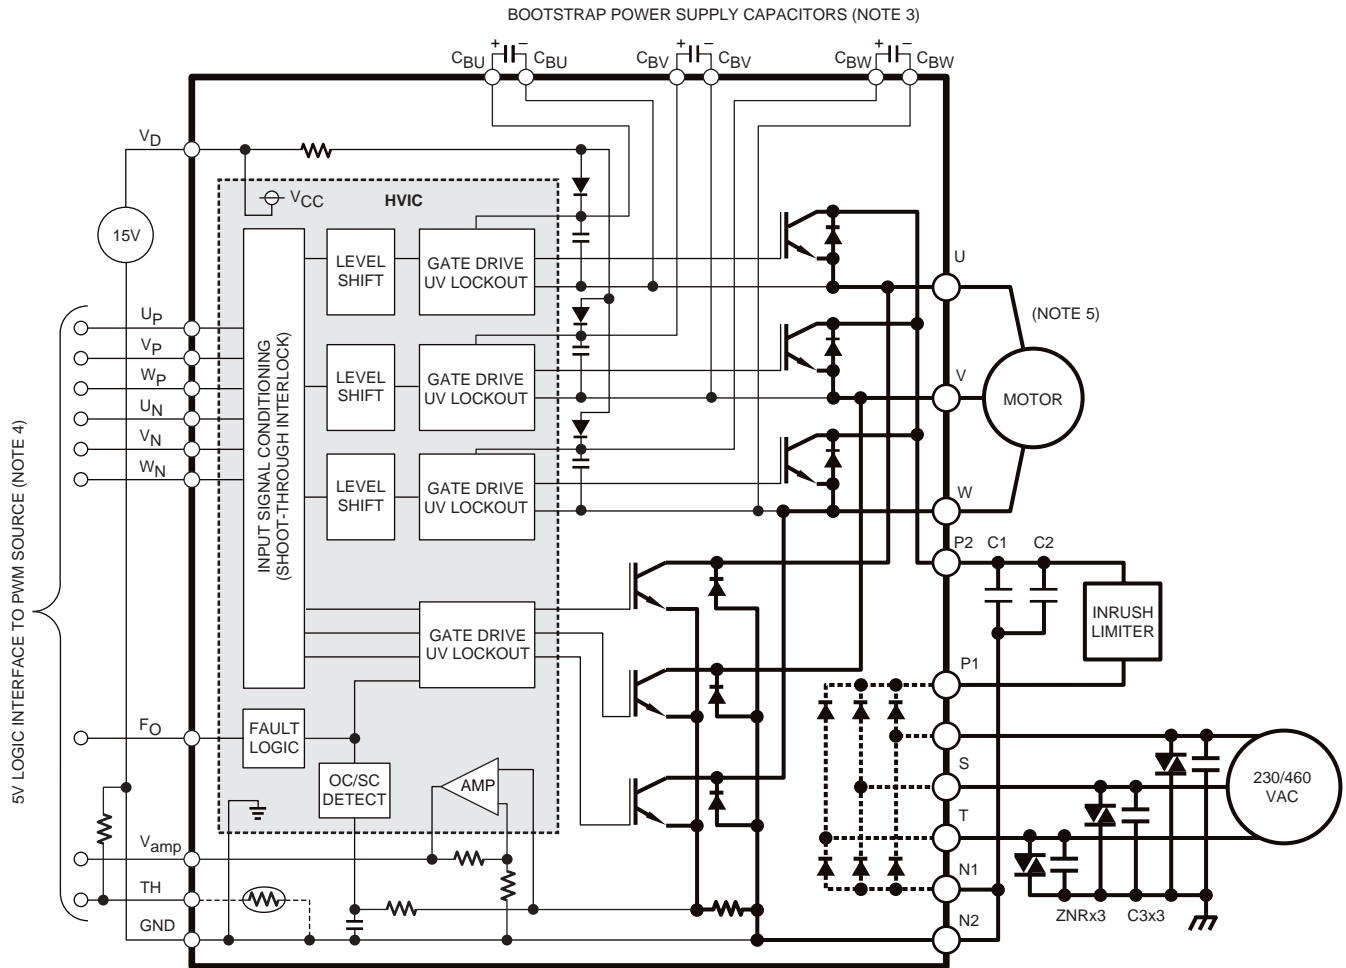 BOOTSTRAP POWER SUPPLY CAPACITORS (NOTE 3)
+ –
+ –
+ –
CBU CBU
CBV CBV
CBW CBW
VD
VCC
HVIC
15V
LEVEL
SHIFT
GATE DRIVE
UV LOCKOUT
U
UP
(NOTE 5)
VP
WP
UN
VN
WN
LEVEL
SHIFT
GATE DRIVE
UV LOCKOUT
V
MOTOR
INPUT SIGNAL CONDITIONING
(SHOOT-THROUGH INTERLOCK)
5V LOGIC INTERFACE TO PWM SOURCE (NOTE 4)
LEVEL
SHIFT
GATE DRIVE
UV LOCKOUT
W
P2 C1 C2
INRUSH
LIMITER
GATE DRIVE
UV LOCKOUT
P1
FO
FAULT
LOGIC
OC/SC
DETECT
AMP
S
230/460
VAC
T
Vamp
TH
N1
ZNRx3 C3x3
GND
N2